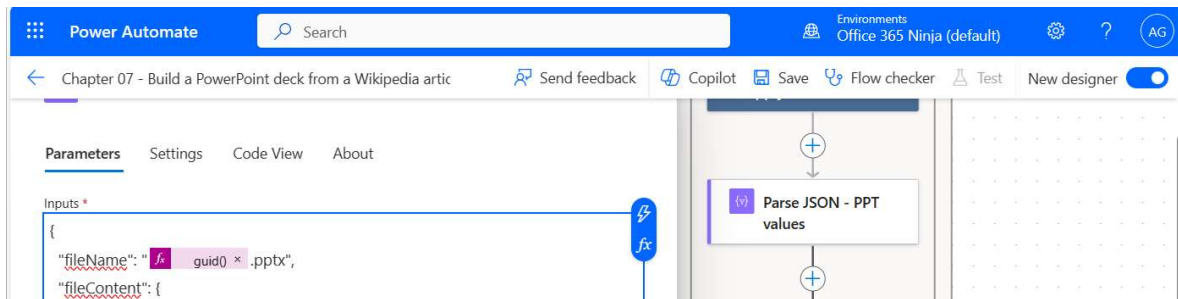 Power Automate
Search
Environments
Office 365 Ninja (default)
?
AG
Chapter 07 - Build a PowerPoint deck from a Wikipedia artic
Send feedback
Copilot
Save
Flow checker
Test
New designer
Parameters
Settings
Code View
About
Inputs *
{
"fileName": " fx guid() × .pptx",
"fileContent": {
fx
{v} Parse JSON - PPT
values